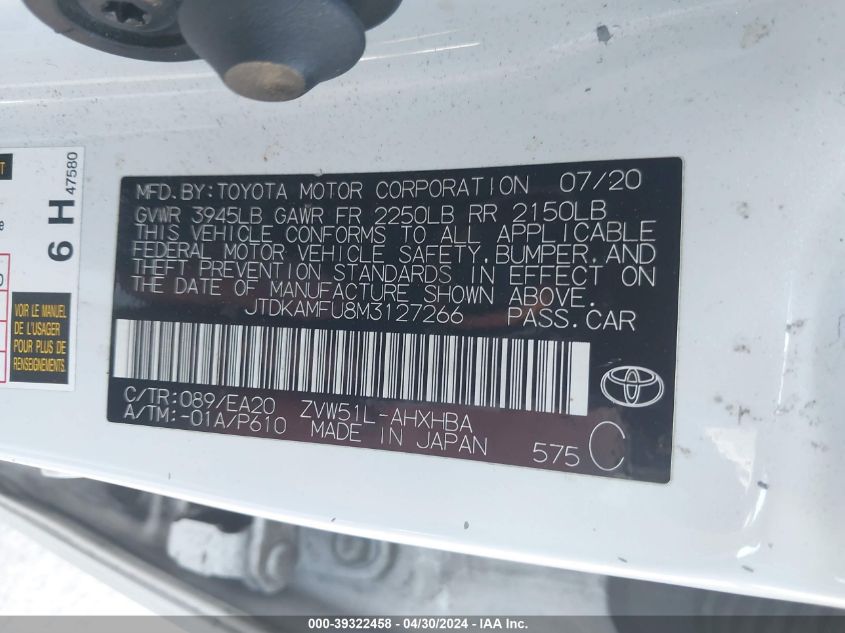 MFD.BY:TOYOTA MOTOR CORPORATION 07/20
GVWR 3945LB GAWR FR 2250LB RR 2150LB
THIS VEHICLE CONFORMS TO ALL APPLICABLE
FEDERAL MOTOR VEHICLE SAFETY,BUMPER,AND
THEFT PREVENTION STANDARDS IN EFFECT ON
THE DATE OF MANUFACTURE SHOWN ABOVE.
JTDKAMFU8M3127266 PASS.CAR
C/TR:089/EA20 ZVW51L-AHXHBA
A/TM:-01A/P610 MADE IN JAPAN 575 C
6 H 47580
VOIR LE MANUEL
DE L'USAGER
POUR PLUS DE
RENSEIGNEMENTS.
000-39322458 - 04/30/2024 - IAA Inc.